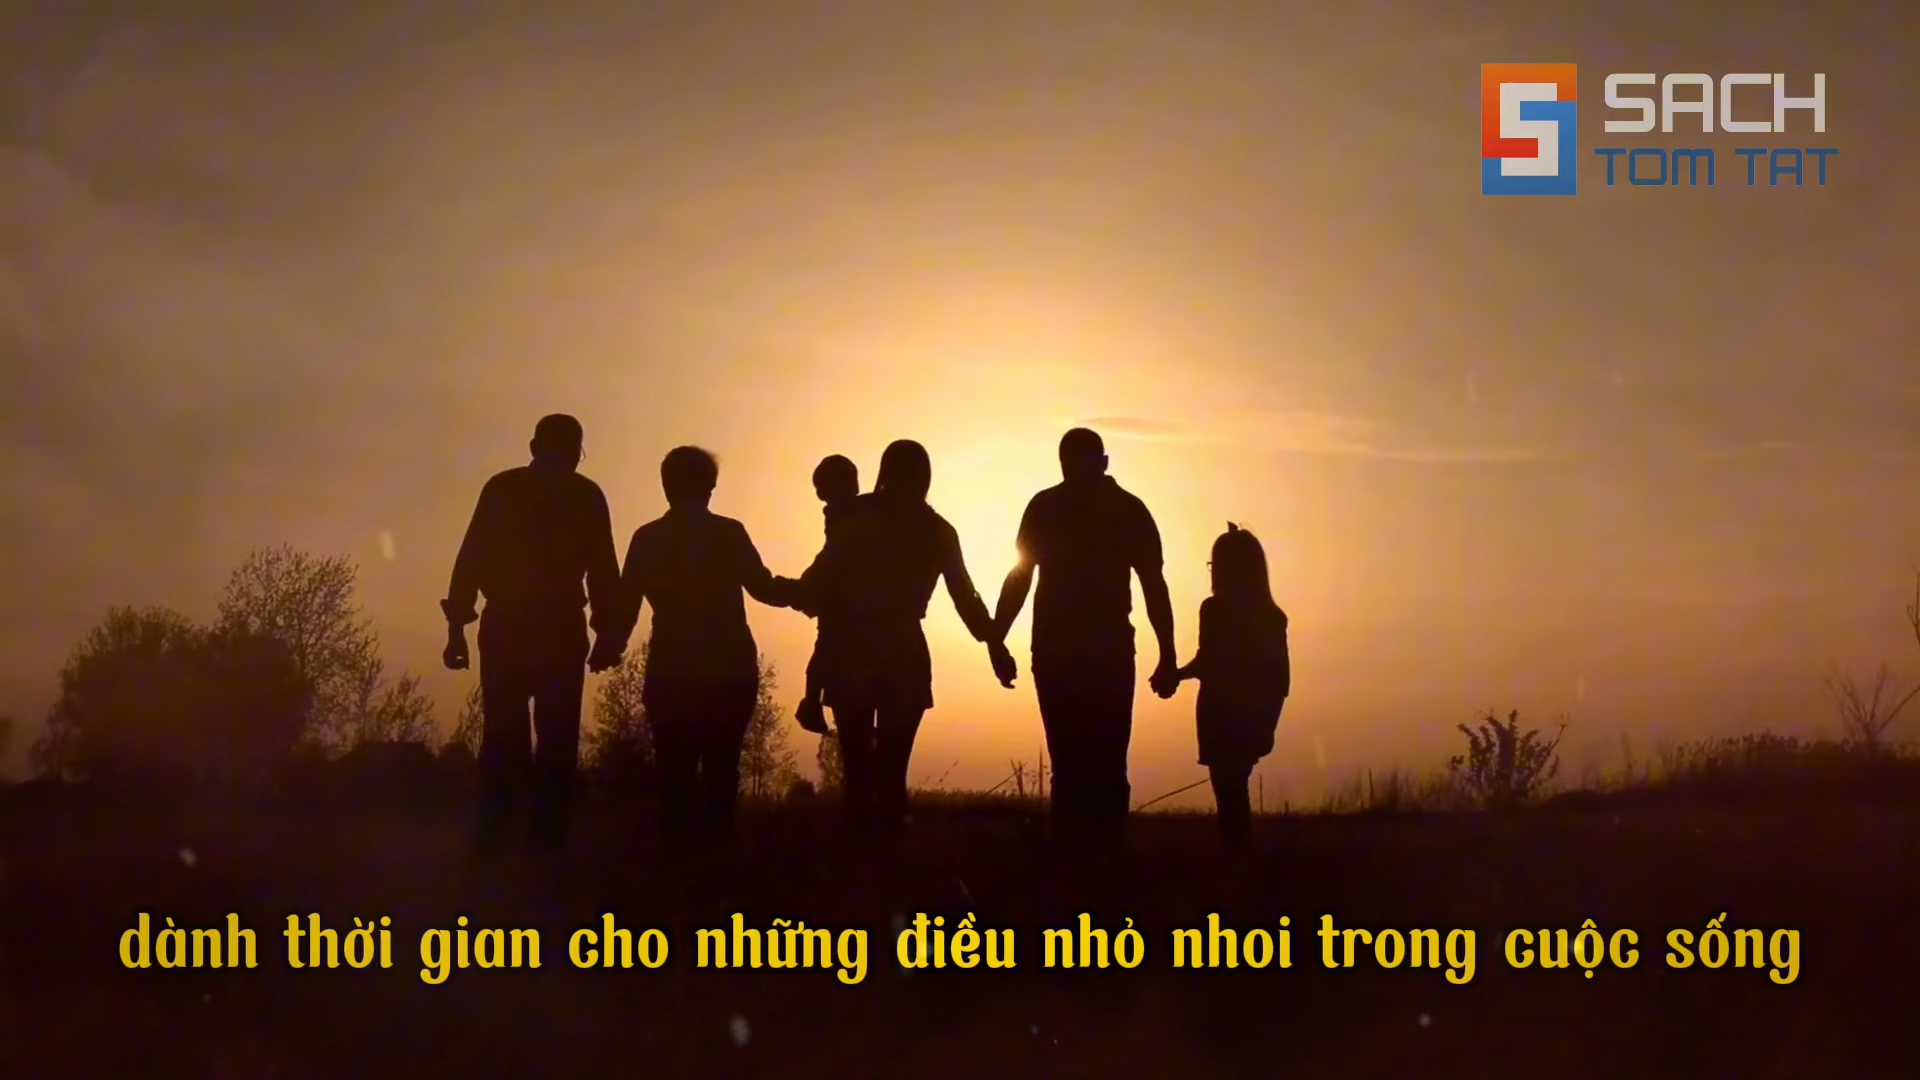 SACH
TOM TAT
dành thời gian cho những điều nhỏ nhoi trong cuộc sống